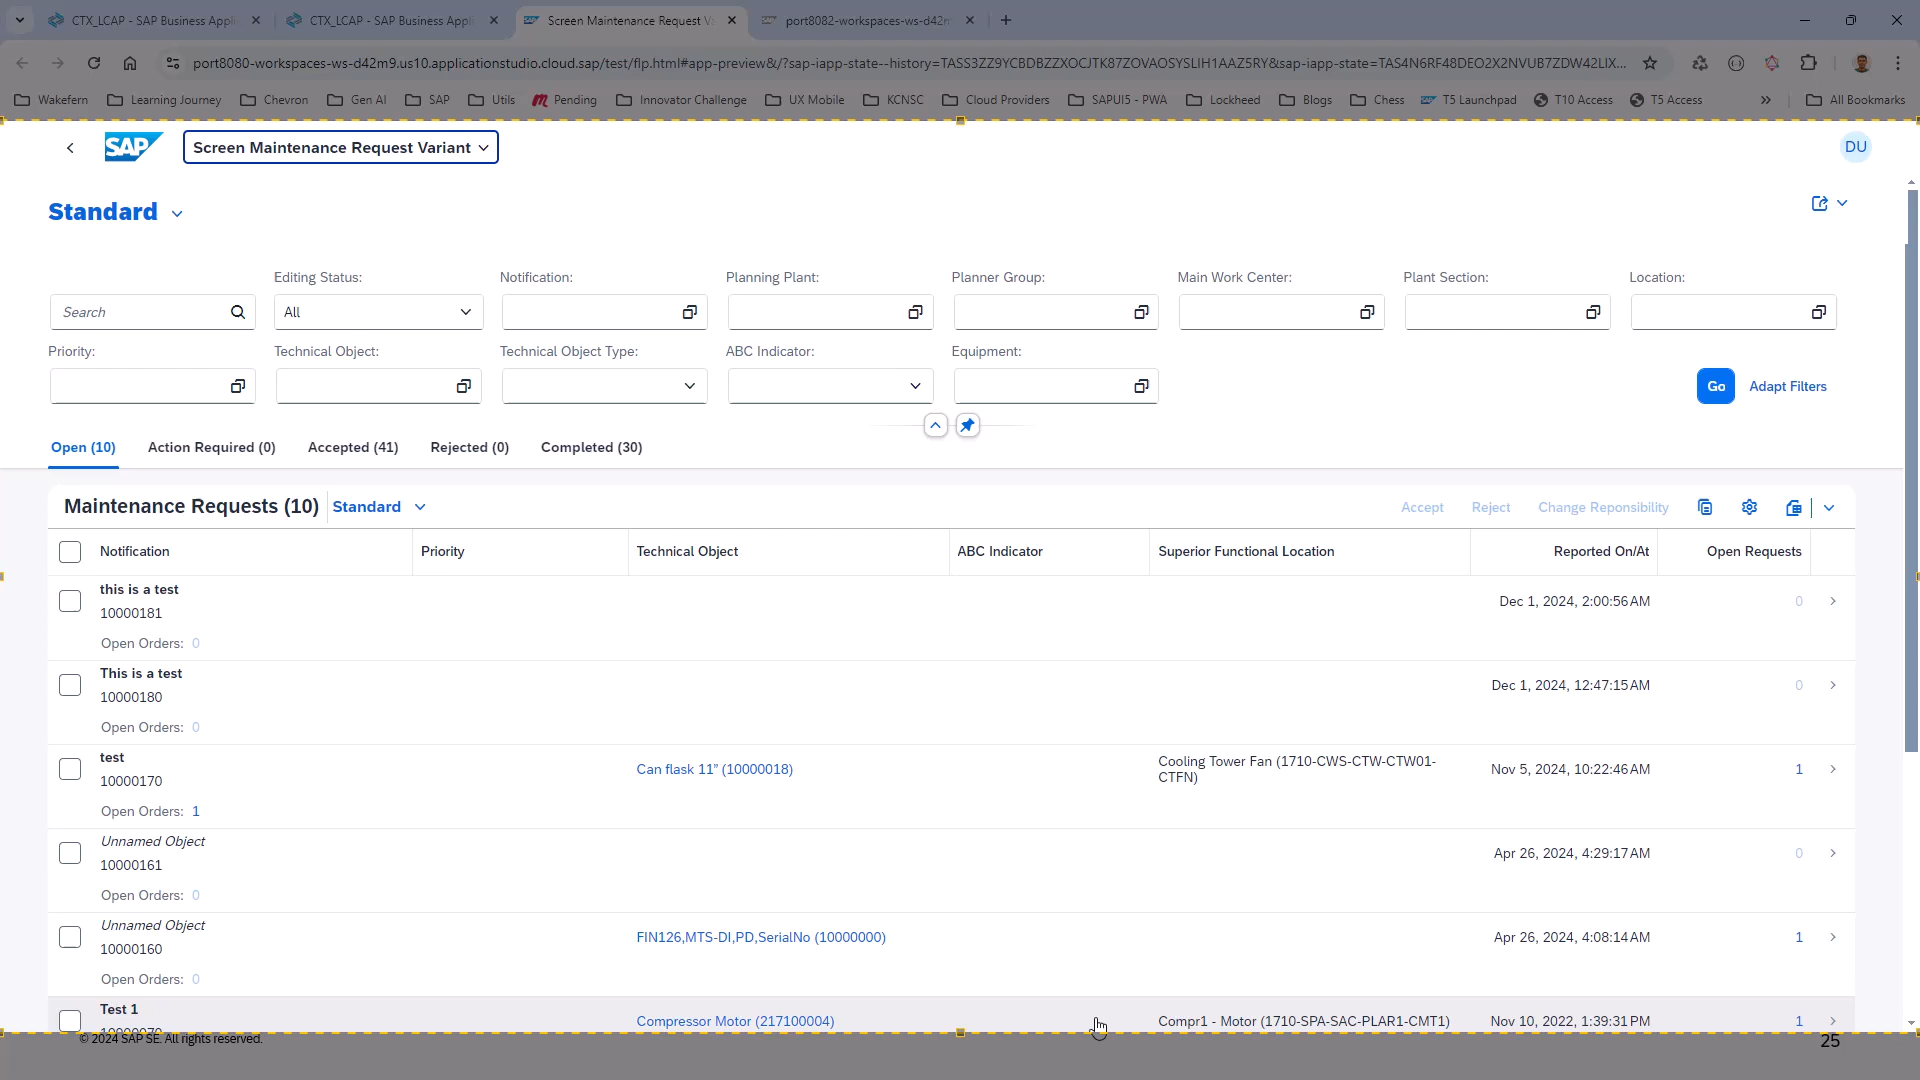 CTX_LCAP - SAP Business Appli
CTX_LCAP - SAP Business Appli
Screen Maintenance Request Va
port8082-workspaces-ws-d42m
port8080-workspaces-ws-d42m9.us10.applicationstudio.cloud.sap/test/flp.html#app-preview&/?sap-iapp-state--history=TASS3ZZ9YCBDBZZXOCJTK87ZOVAOSYSLIH1AAZ5RY&sap-iapp-state=TAS4N6RF48DEO2X2NVUB7ZDW42LIX...
Wakefern Learning Journey Chevron Gen AI SAP Utils Pending Innovator Challenge UX Mobile KCNSC Cloud Providers SAPUI5 - PWA Lockheed Blogs Chess T5 Launchpad T10 Access T5 Access » All Bookmarks
SAP Screen Maintenance Request Variant DU
Standard
Editing Status: Notification: Planning Plant: Planner Group: Main Work Center: Plant Section: Location:
Search All
Priority: Technical Object: Technical Object Type: ABC Indicator: Equipment:
Go Adapt Filters
Open (10) Action Required (0) Accepted (41) Rejected (0) Completed (30)
Maintenance Requests (10) Standard Accept Reject Change Reponsibility
Notification Priority Technical Object ABC Indicator Superior Functional Location Reported On/At Open Requests
this is a test
10000181
Dec 1, 2024, 2:00:56 AM 0
Open Orders: 0
This is a test
10000180
Dec 1, 2024, 12:47:15 AM 0
Open Orders: 0
test
10000170
Can flask 11” (10000018)
Cooling Tower Fan (1710-CWS-CTW-CTW01-
CTFN)
Nov 5, 2024, 10:22:46 AM 1
Open Orders: 1
Unnamed Object
10000161
Apr 26, 2024, 4:29:17 AM 0
Open Orders: 0
Unnamed Object
10000160
FIN126,MTS-DI,PD,SerialNo (10000000)
Apr 26, 2024, 4:08:14 AM 1
Open Orders: 0
Test 1
Compressor Motor (217100004) Compr1 - Motor (1710-SPA-SAC-PLAR1-CMT1) Nov 10, 2022, 1:39:31 PM 1
© 2024 SAP SE. All rights reserved.
25